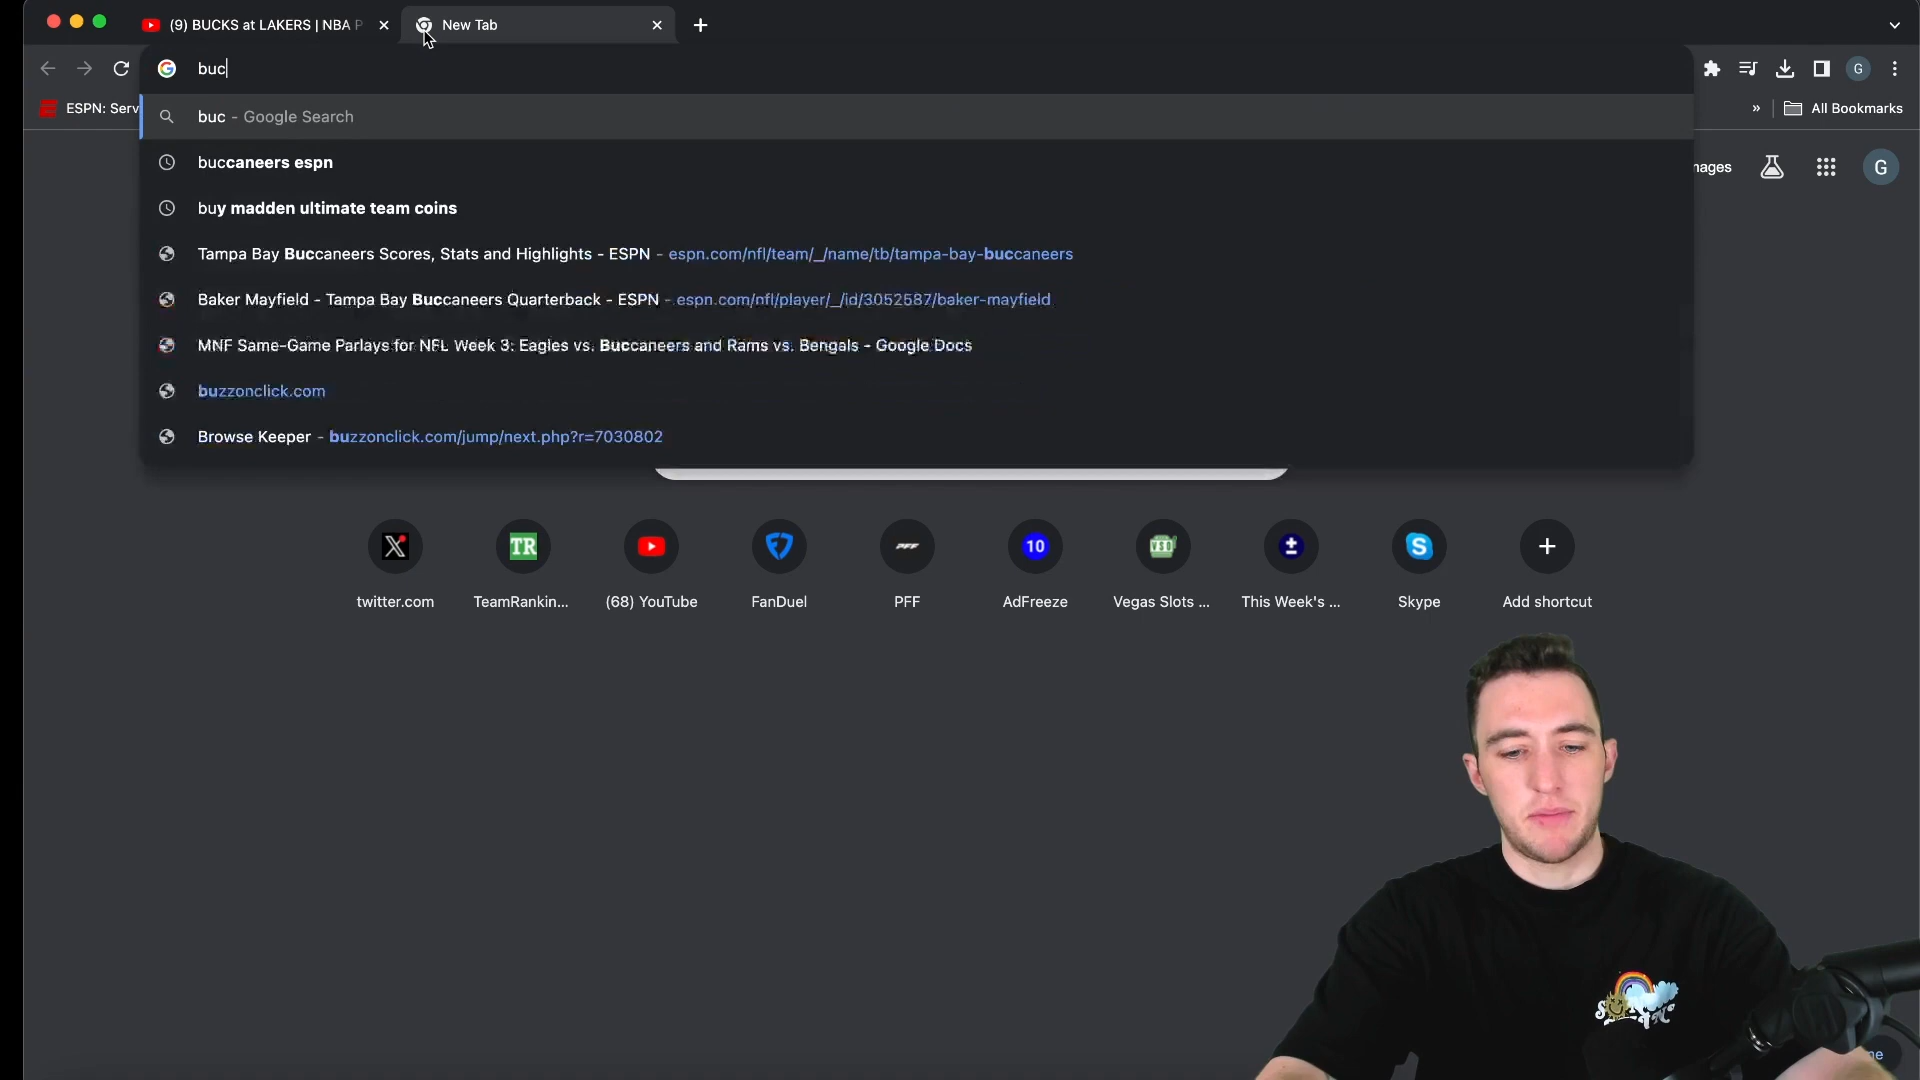 (9) BUCKS at LAKERS | NBA P
New Tab
buc
G
ESPN: Serv
»
All Bookmarks
buc - Google Search
buccaneers espn
buy madden ultimate team coins
Tampa Bay Buccaneers Scores, Stats and Highlights - ESPN - espn.com/nfl/team/_/name/tb/tampa-bay-buccaneers
Baker Mayfield - Tampa Bay Buccaneers Quarterback - ESPN - espn.com/nfl/player/_/id/3052587/baker-mayfield
MNF Same-Game Parlays for NFL Week 3: Eagles vs. Buccaneers and Rams vs. Bengals - Google Docs
buzzonclick.com
Browse Keeper - buzzonclick.com/jump/next.php?r=7030802
mages
G
TR
PFF
10
VSO
S
twitter.com
TeamRankin...
(68) YouTube
FanDuel
PFF
AdFreeze
Vegas Slots ...
This Week's ...
Skype
Add shortcut